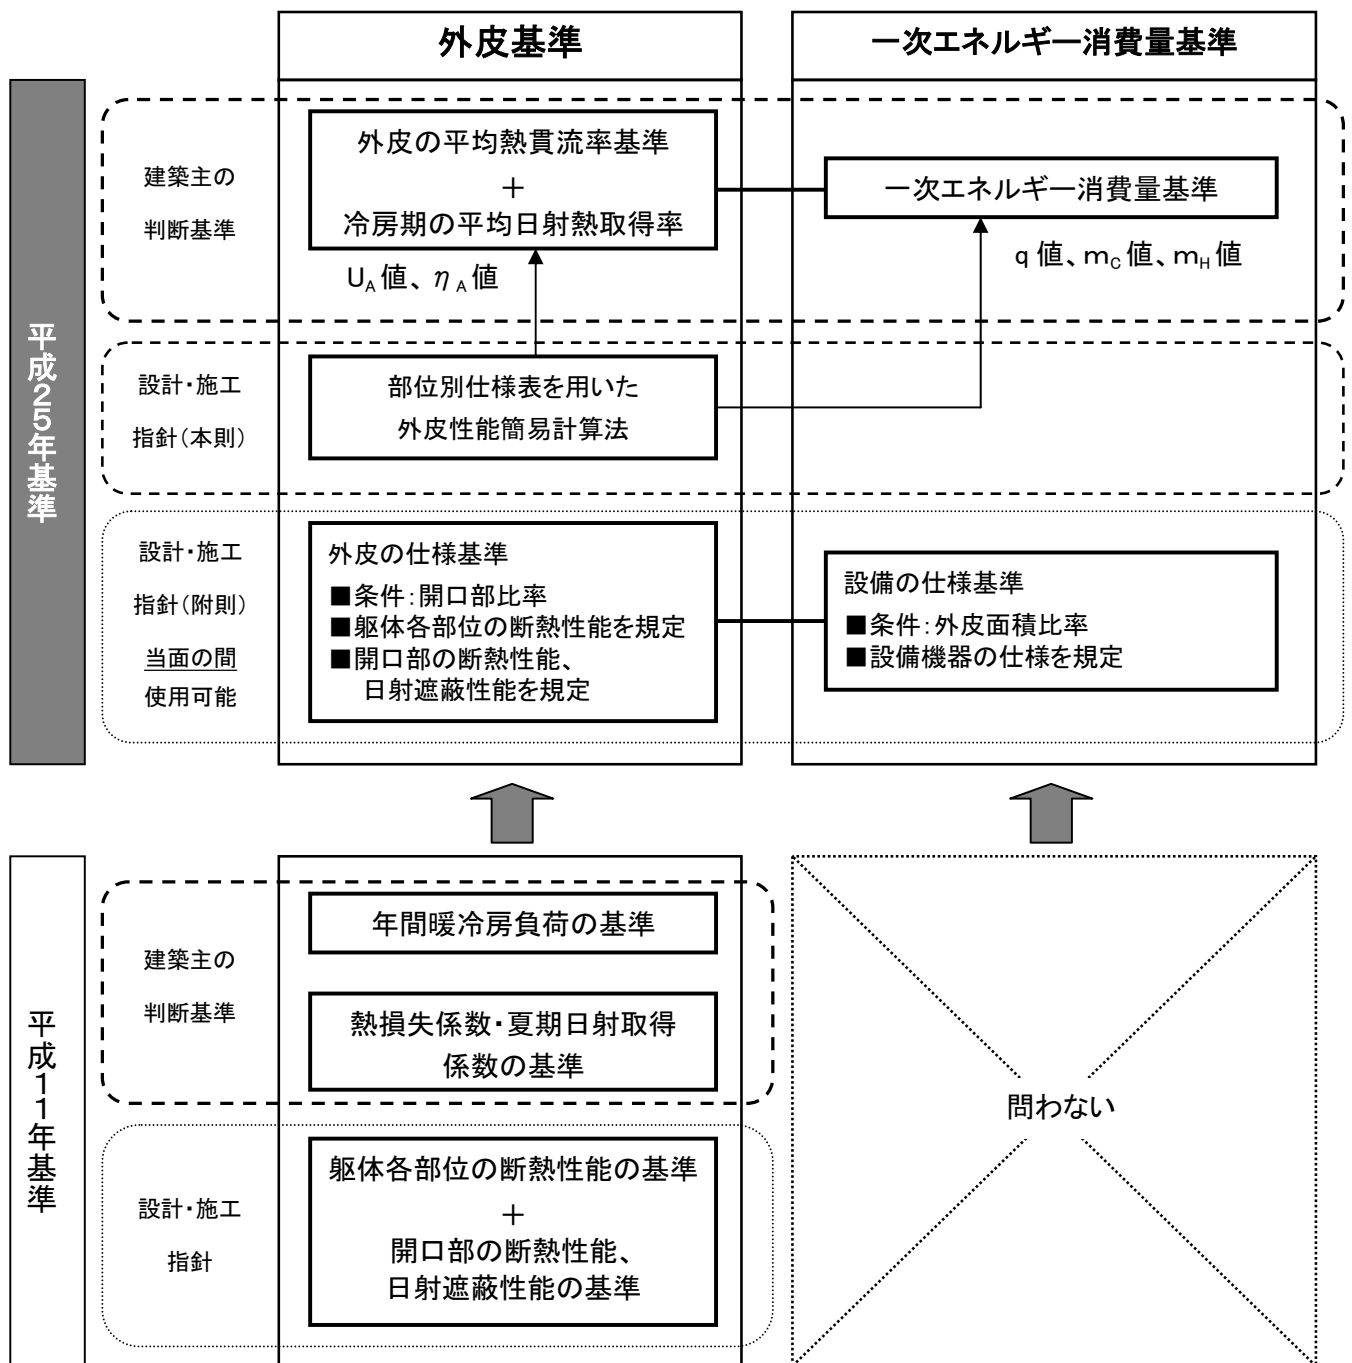 外皮基準
一次エネルギー消費量基準
平成25年基準
建築主の
判断基準
外皮の平均熱貫流率基準
＋
冷房期の平均日射熱取得率
一次エネルギー消費量基準
UA値、ηA値
q値、mC値、mH値
設計・施工
指針(本則)
部位別仕様表を用いた
外皮性能簡易計算法
設計・施工
指針(附則)
当面の間
使用可能
外皮の仕様基準
■条件:開口部比率
■躯体各部位の断熱性能を規定
■開口部の断熱性能、
日射遮蔽性能を規定
設備の仕様基準
■条件:外皮面積比率
■設備機器の仕様を規定
平成11年基準
建築主の
判断基準
年間暖冷房負荷の基準
熱損失係数・夏期日射取得
係数の基準
問わない
設計・施工
指針
躯体各部位の断熱性能の基準
＋
開口部の断熱性能、
日射遮蔽性能の基準